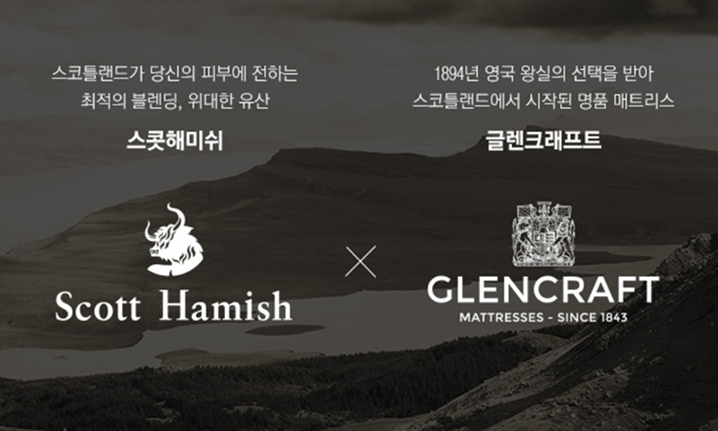 스코틀랜드가 당신의 피부에 전하는
최적의 블렌딩, 위대한 유산
스콧해미쉬
Scott Hamish
1894년 영국 왕실의 선택을 받아
스코틀랜드에서 시작된 명품 매트리스
글렌크래프트
GLENCRAFT
MATTRESSES - SINCE 1843